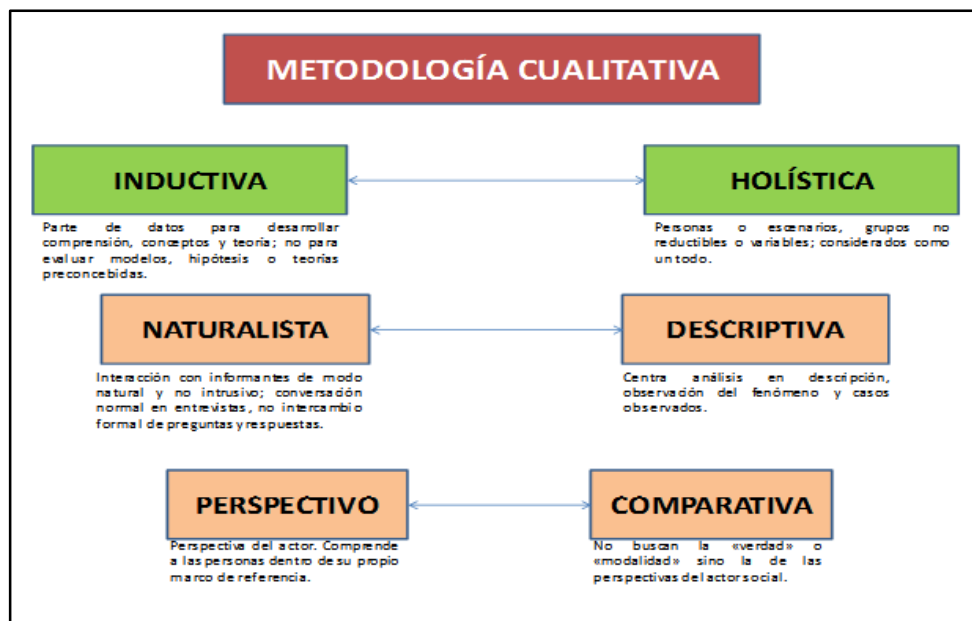 METODOLOGÍA CUALITATIVA
INDUCTIVA
Parte de datos para desarrollar
comprensión, conceptos y teoría; no para
evaluar modelos, hipótesis o teorías
preconcebidas.
HOLÍSTICA
Personas o escenarios, grupos no
reductibles o variables; considerados como
un todo.
NATURALISTA
Interacción con informantes de modo
natural y no intrusivo; conversación
normal en entrevistas, no intercambio
formal de preguntas y respuestas.
DESCRIPTIVA
Centra análisis en descripción,
observación del fenómeno y casos
observados.
PERSPECTIVO
Perspectiva del actor. Comprende
a las personas dentro de su propio
marco de referencia.
COMPARATIVA
No buscan la «verdad» o
«modalidad» sino la de las
perspectivas del actor social.